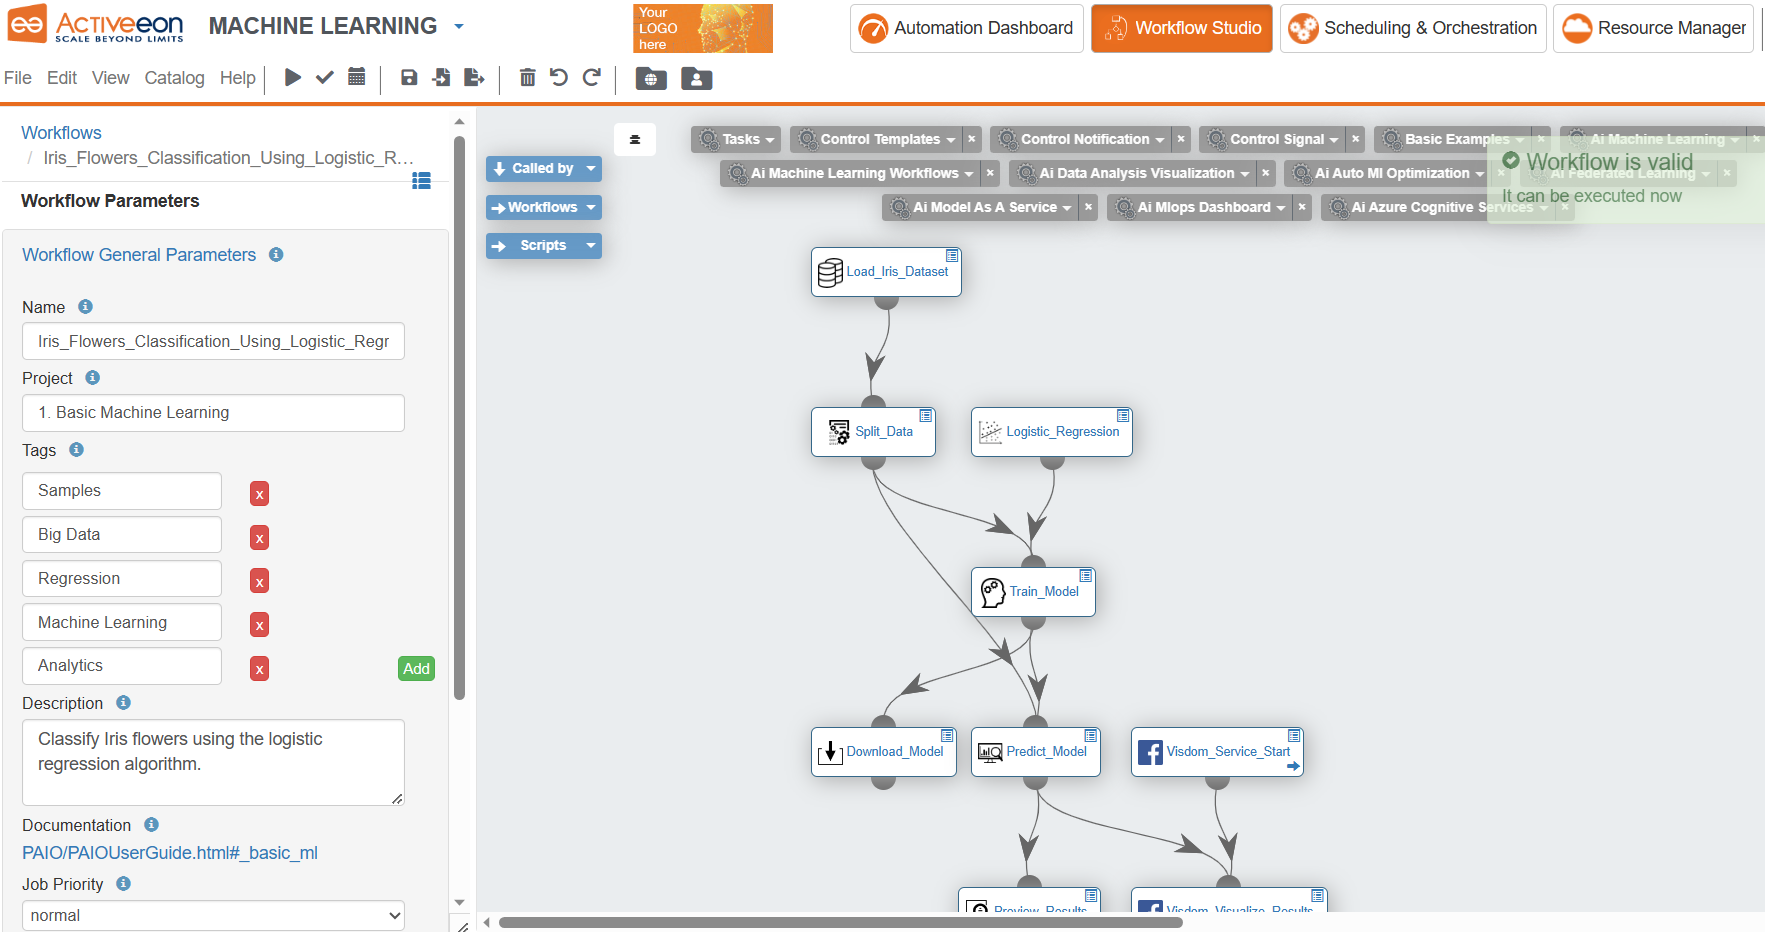 Activeeon
SCALE BEYOND LIMITS
MACHINE LEARNING
Your
LOGO
here
Automation Dashboard
Workflow Studio
Scheduling & Orchestration
Resource Manager
File Edit View Catalog Help
Workflows
/ Iris_Flowers_Classification_Using_Logistic_R...
Workflow Parameters
Workflow General Parameters
Name
Iris_Flowers_Classification_Using_Logistic_Regr
Project
1. Basic Machine Learning
Tags
Samples x
Big Data x
Regression x
Machine Learning x
Analytics x Add
Description
Classify Iris flowers using the logistic
regression algorithm.
Documentation
PAIO/PAIOUserGuide.html#_basic_ml
Job Priority
normal
Called by
Workflows
Scripts
Tasks Control Templates × Control Notification × Control Signal × Basic Examples × Ai Machine Learning ×
Ai Machine Learning Workflows × Ai Data Analysis Visualization × Ai Auto Ml Optimization × Ai Federated Learning ×
Ai Model As A Service × Ai Mlops Dashboard × Ai Azure Cognitive Services ×
Workflow is valid
It can be executed now
Load_Iris_Dataset
Split_Data
Logistic_Regression
Train_Model
Download_Model
Predict_Model
Visdom_Service_Start
Preview_Results
Visdom_Visualize_Results